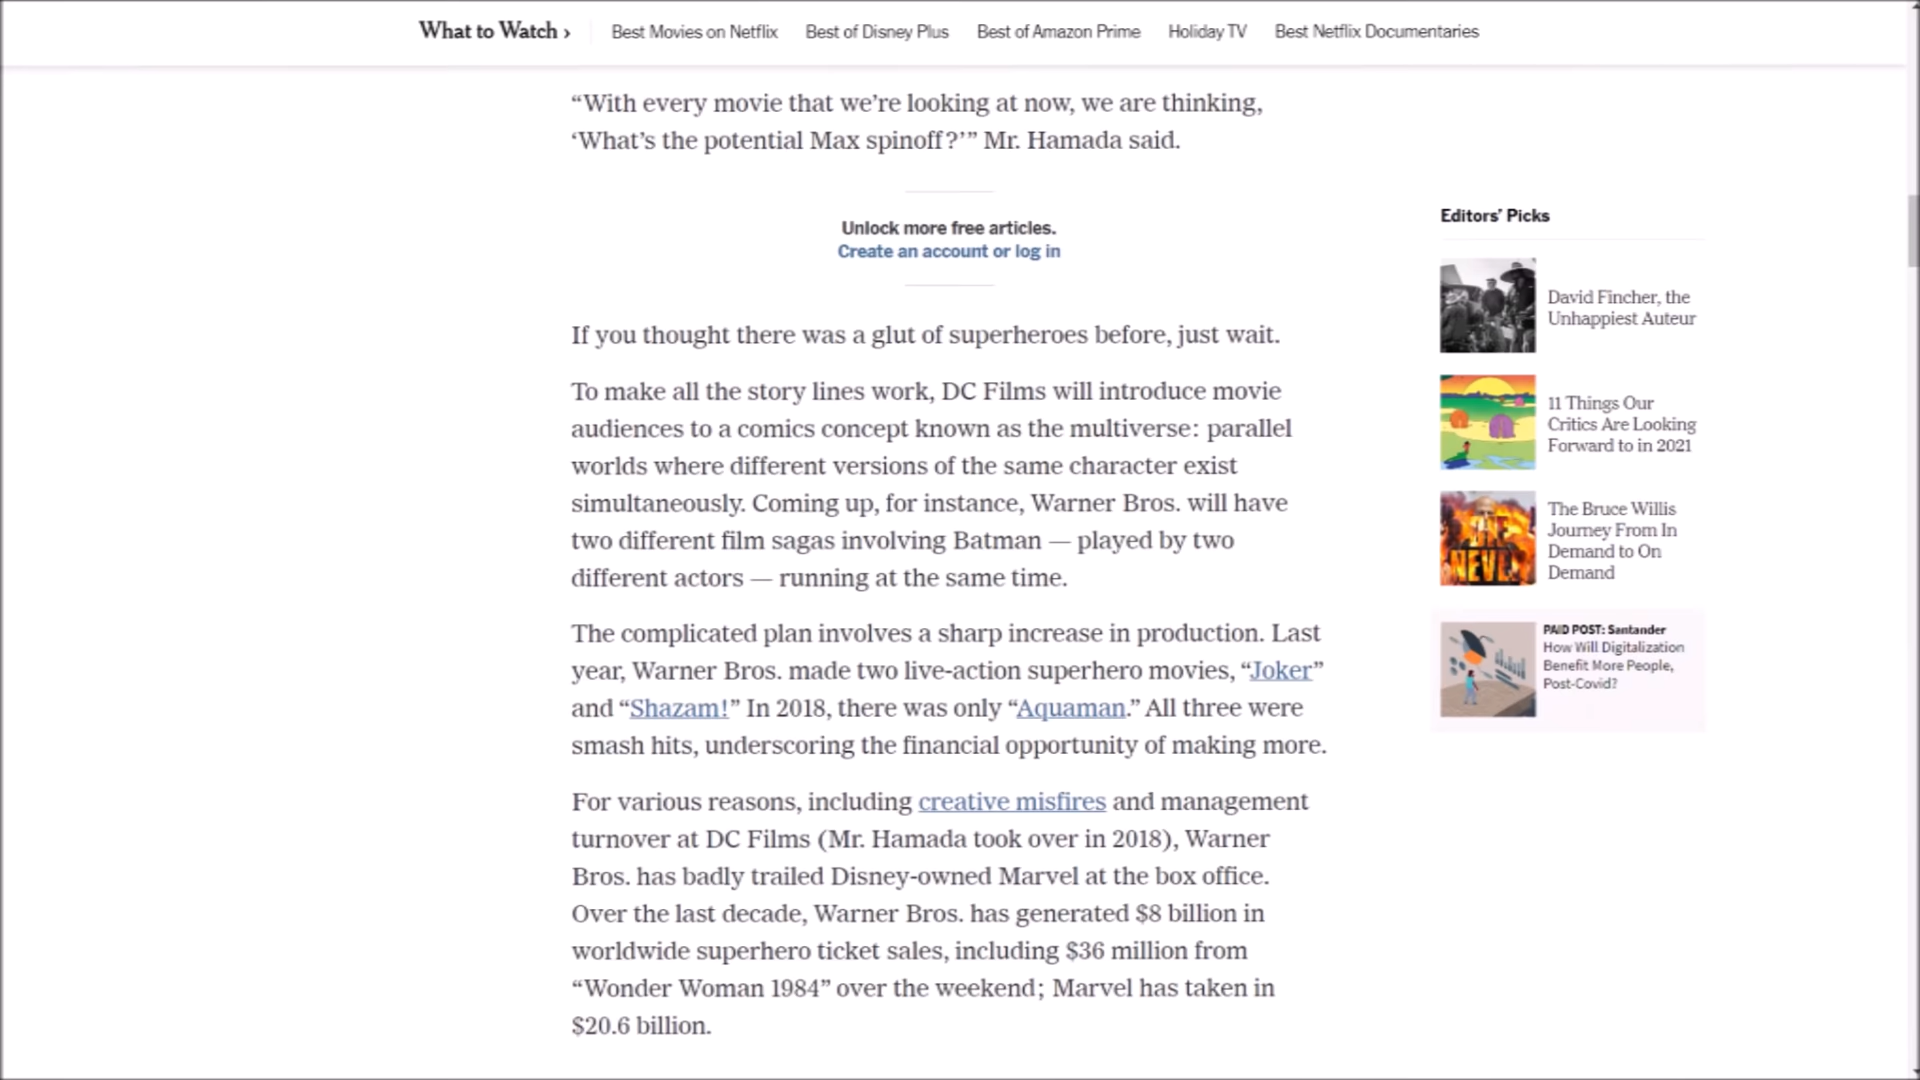 What to Watch ›
Best Movies on Netflix
Best of Disney Plus
Best of Amazon Prime
Holiday TV
Best Netflix Documentaries
“With every movie that we’re looking at now, we are thinking,
‘What’s the potential Max spinoff?’” Mr. Hamada said.
Unlock more free articles.
Create an account or log in
If you thought there was a glut of superheroes before, just wait.
To make all the story lines work, DC Films will introduce movie
audiences to a comics concept known as the multiverse: parallel
worlds where different versions of the same character exist
simultaneously. Coming up, for instance, Warner Bros. will have
two different film sagas involving Batman — played by two
different actors — running at the same time.
The complicated plan involves a sharp increase in production. Last
year, Warner Bros. made two live-action superhero movies, “Joker”
and “Shazam!” In 2018, there was only “Aquaman.” All three were
smash hits, underscoring the financial opportunity of making more.
For various reasons, including creative misfires and management
turnover at DC Films (Mr. Hamada took over in 2018), Warner
Bros. has badly trailed Disney-owned Marvel at the box office.
Over the last decade, Warner Bros. has generated $8 billion in
worldwide superhero ticket sales, including $36 million from
“Wonder Woman 1984” over the weekend; Marvel has taken in
$20.6 billion.
Editors’ Picks
David Fincher, the
Unhappiest Auteur
11 Things Our
Critics Are Looking
Forward to in 2021
The Bruce Willis
Journey From In
Demand to On
Demand
PAID POST: Santander
How Will Digitalization
Benefit More People,
Post-Covid?